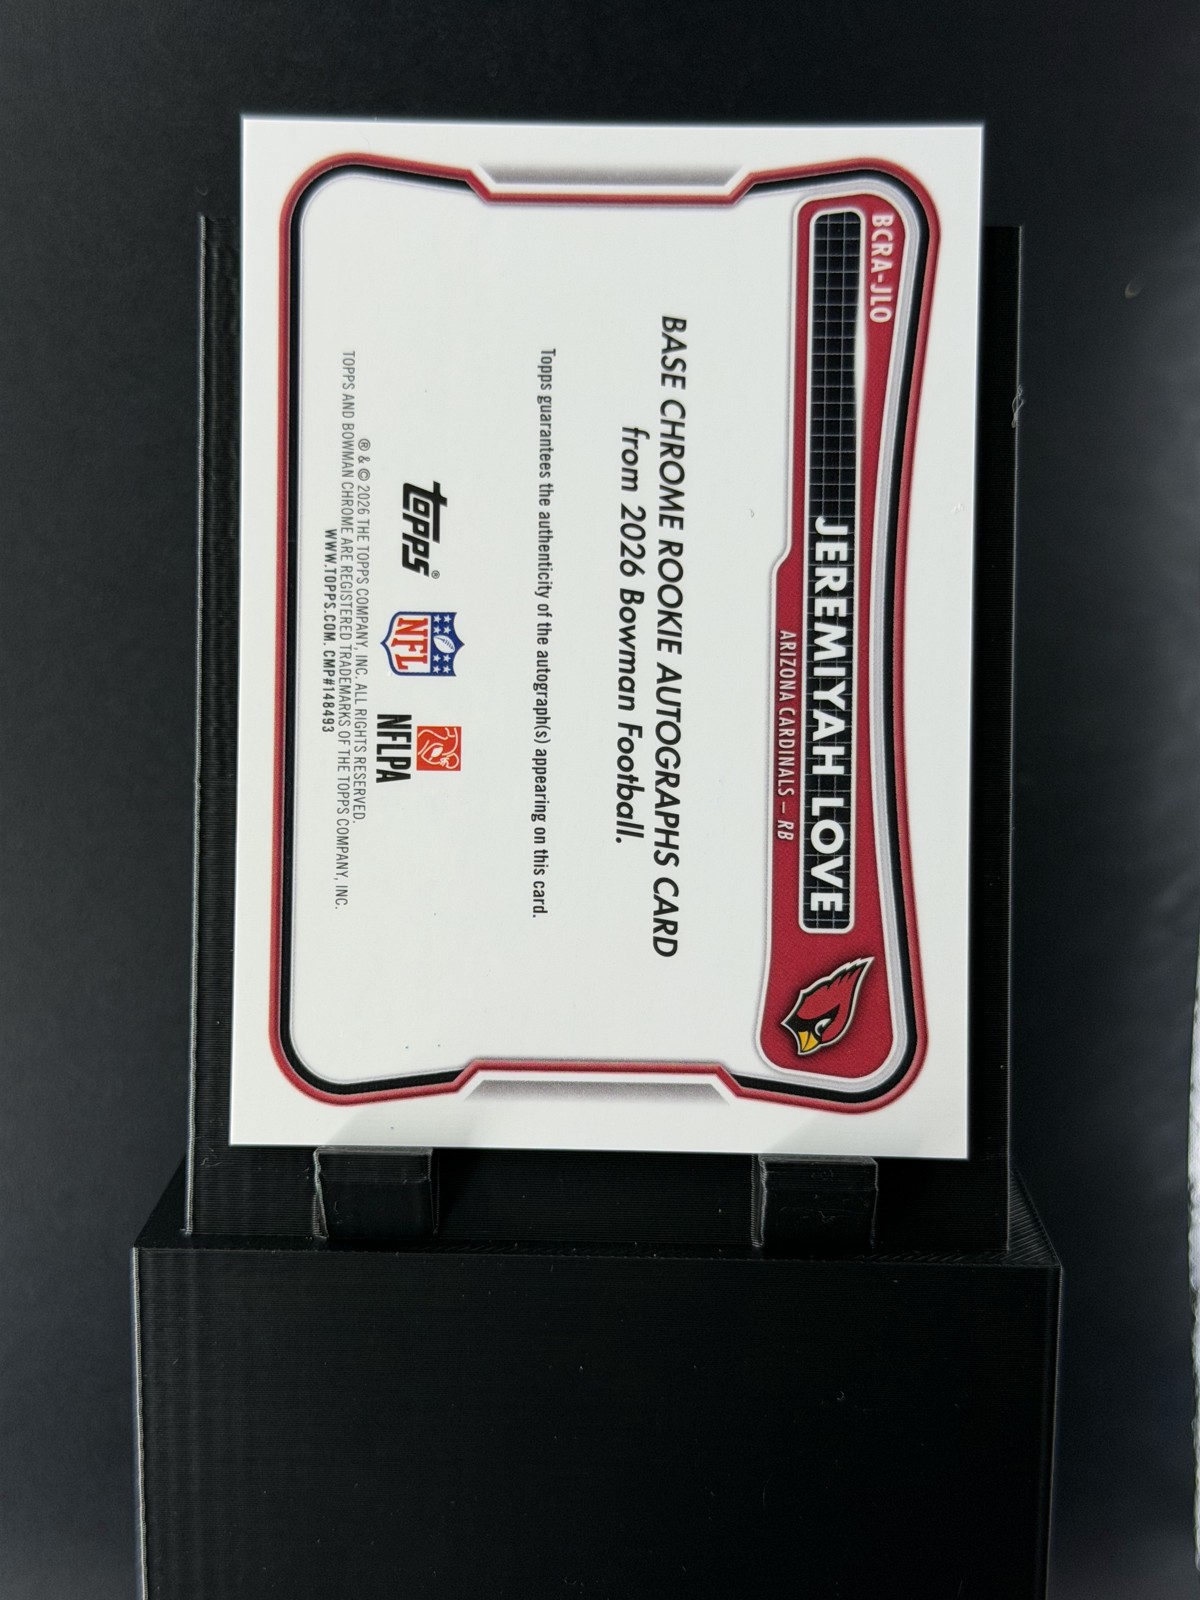 BCRA-JLO
JEREMIYAH LOVE
ARIZONA CARDINALS – RB
BASE CHROME ROOKIE AUTOGRAPHS CARD
from 2026 Bowman Football.
Topps guarantees the authenticity of the autograph(s) appearing on this card.
topps® NFL NFLPA
® & © 2026 THE TOPPS COMPANY, INC. ALL RIGHTS RESERVED.
TOPPS AND BOWMAN CHROME ARE REGISTERED TRADEMARKS OF THE TOPPS COMPANY, INC.
WWW.TOPPS.COM. CMP#148493